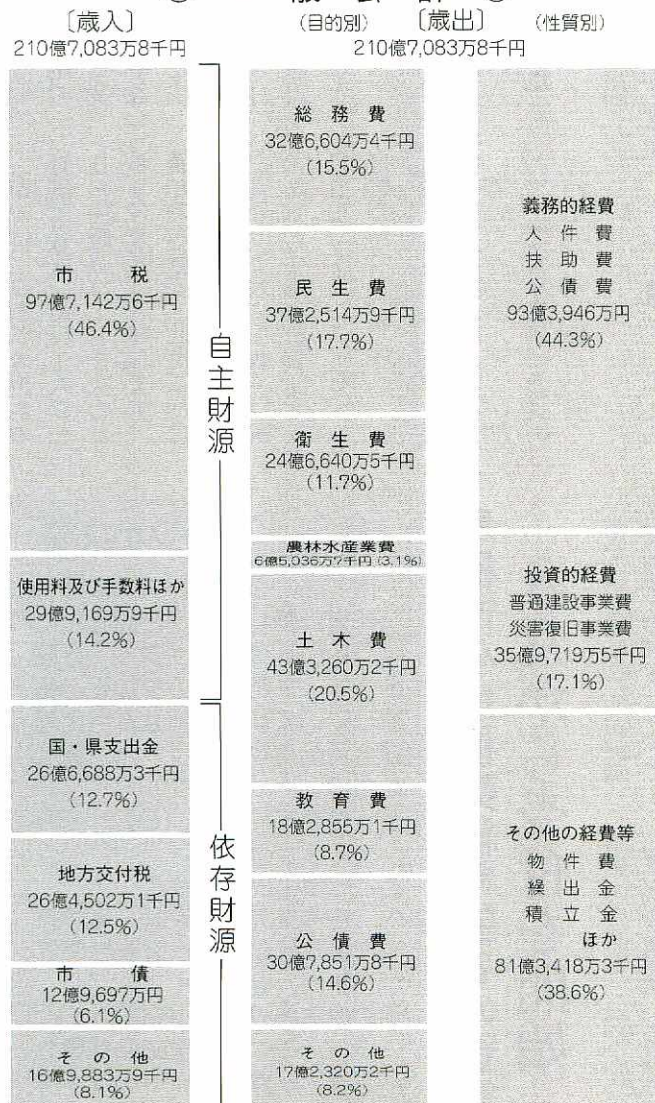 〔歳入〕
210億7,083万8千円
(目的別) 〔歳出〕 (性質別)
210億7,083万8千円
市 税
97億7,142万6千円
(46.4%)
使用料及び手数料ほか
29億9,169万9千円
(14.2%)
自主財源
国・県支出金
26億6,688万3千円
(12.7%)
地方交付税
26億4,502万1千円
(12.5%)
市 債
12億9,697万円
(6.1%)
そ の 他
16億9,883万9千円
(8.1%)
依存財源
総 務 費
32億6,604万4千円
(15.5%)
民 生 費
37億2,514万9千円
(17.7%)
衛 生 費
24億6,640万5千円
(11.7%)
農林水産業費
6億5,036万7千円(3.1%)
土 木 費
43億3,260万2千円
(20.5%)
教 育 費
18億2,855万1千円
(8.7%)
公 債 費
30億7,851万8千円
(14.6%)
そ の 他
17億2,320万2千円
(8.2%)
義務的経費
人 件 費
扶 助 費
公 債 費
93億3,946万円
(44.3%)
投資的経費
普通建設事業費
災害復旧事業費
35億9,719万5千円
(17.1%)
その他の経費等
物 件 費
繰 出 金
積 立 金
ほか
81億3,418万3千円
(38.6%)